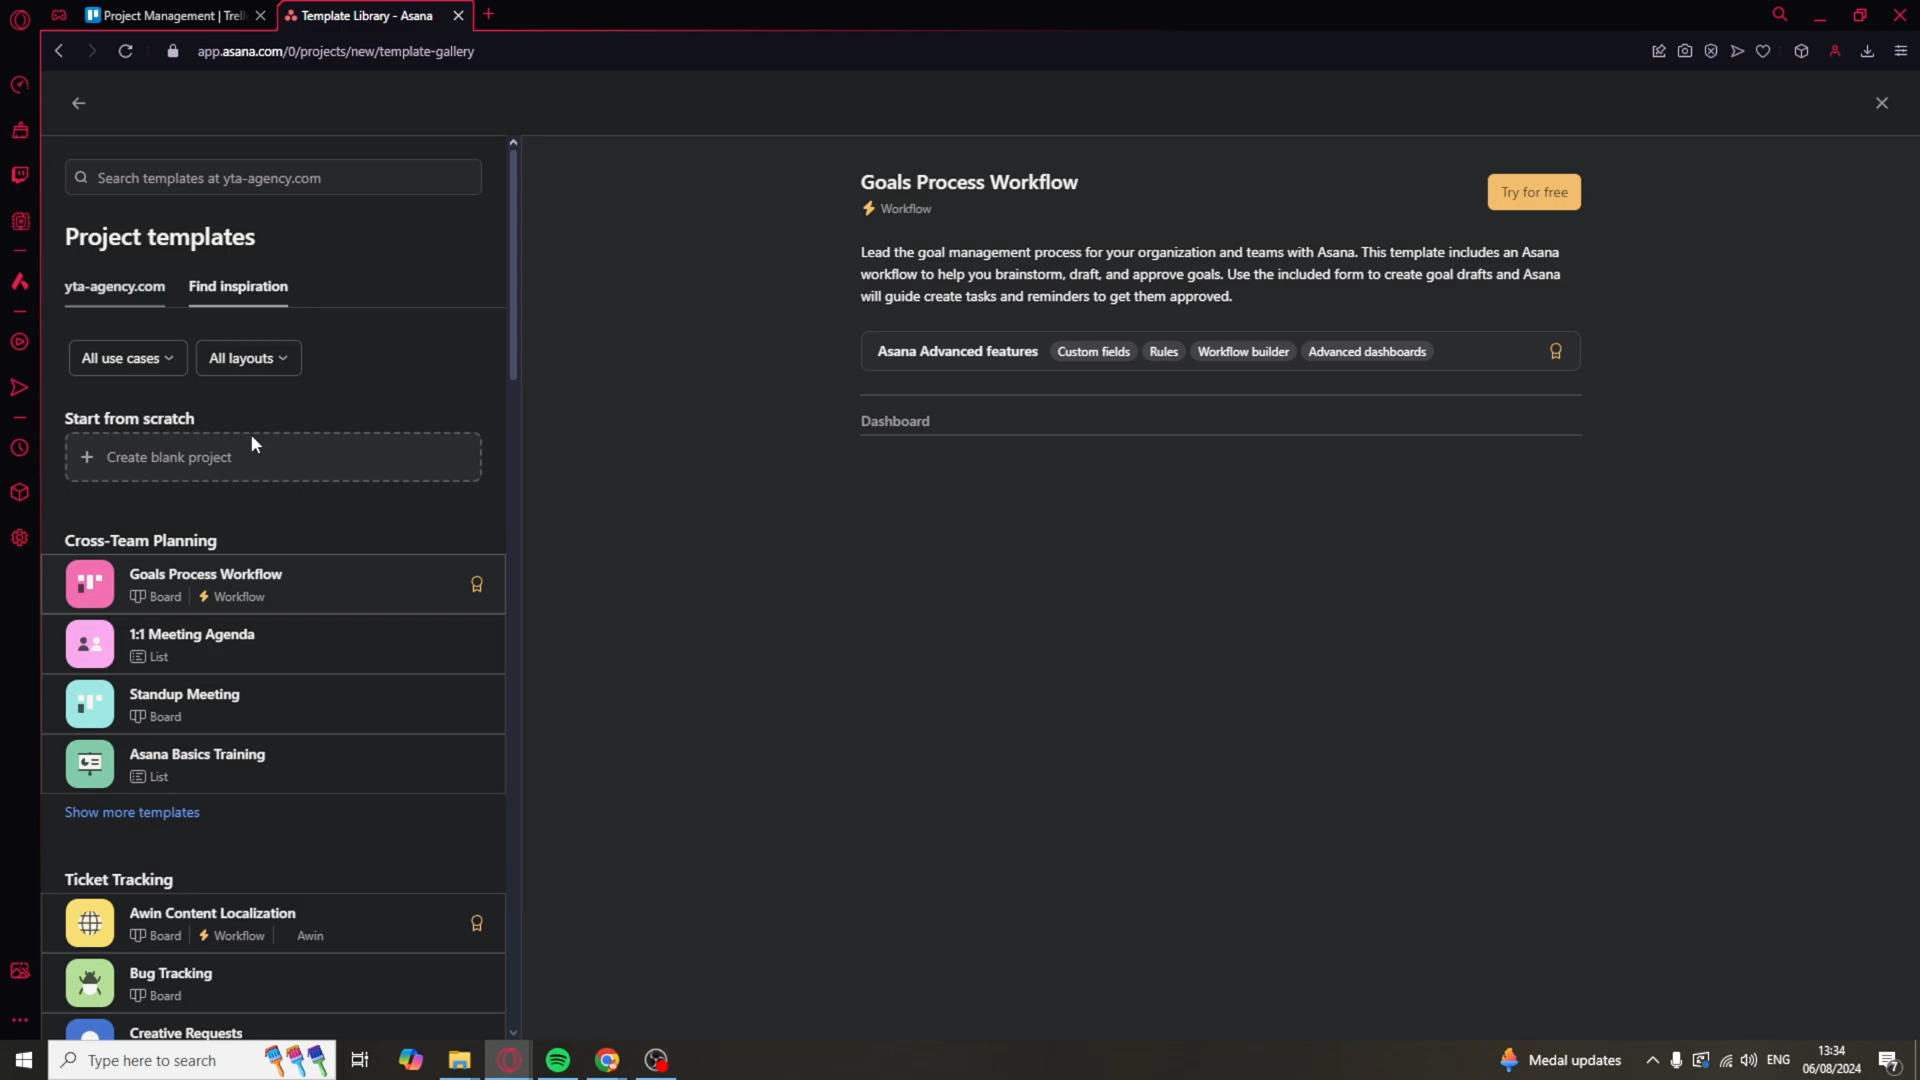 Project Management | Trell
Template Library - Asana
app.asana.com/0/projects/new/template-gallery
Search templates at yta-agency.com
Project templates
yta-agency.com
Find inspiration
All use cases
All layouts
Start from scratch
+ Create blank project
Cross-Team Planning
Goals Process Workflow
Board
Workflow
1:1 Meeting Agenda
List
Standup Meeting
Board
Asana Basics Training
List
Show more templates
Ticket Tracking
Awin Content Localization
Board
Workflow
Awin
Bug Tracking
Board
Creative Requests
Goals Process Workflow
Workflow
Try for free
Lead the goal management process for your organization and teams with Asana. This template includes an Asana
workflow to help you brainstorm, draft, and approve goals. Use the included form to create goal drafts and Asana
will guide create tasks and reminders to get them approved.
Asana Advanced features
Custom fields
Rules
Workflow builder
Advanced dashboards
Dashboard
Type here to search
Medal updates
ENG
13:34
06/08/2024
7